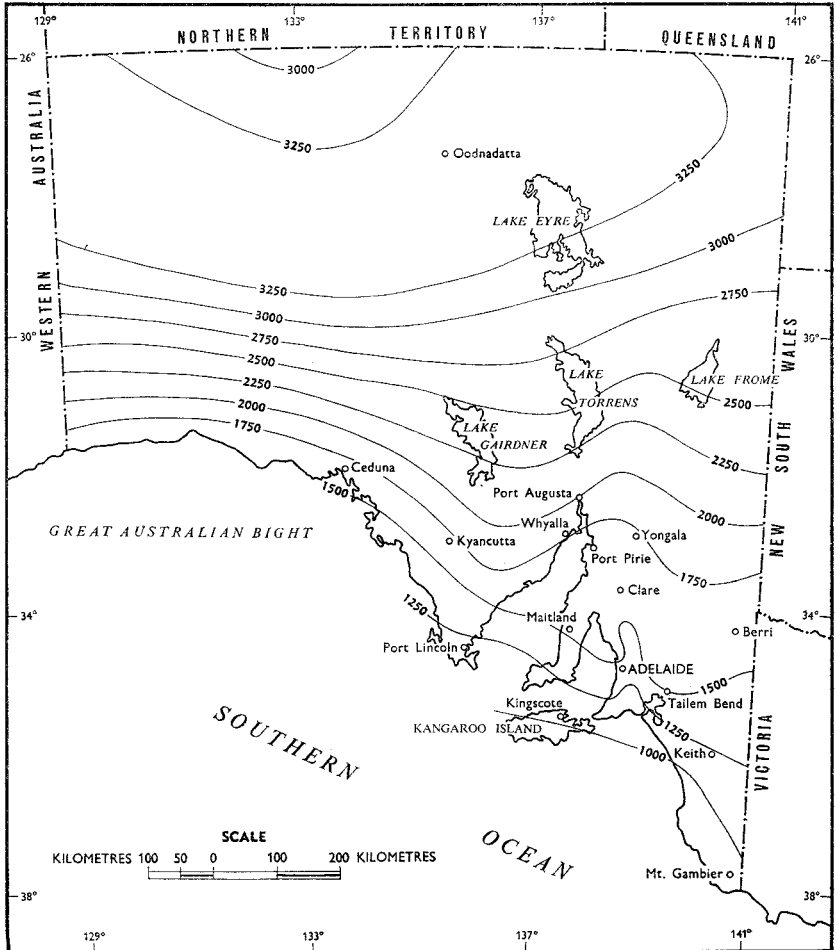 129° 133° 137° 141°
NORTHERN TERRITORY QUEENSLAND
26° 26°
3000
AUSTRALIA
3250
Oodnadatta
3250
LAKE EYRE
3000
WESTERN
3250
2750
3000
30° 30°
2750
WALES
2500
LAKE
TORRENS
LAKE FROME
2250
2500
2000
1750
LAKE
GAIRDNER
SOUTH
2250
Ceduna
1500
Port Augusta
2000
GREAT AUSTRALIAN BIGHT
Whyalla
Kyancutta
Yongala
NEW
Port Pirie
1750
Clare
1250
34° 34°
Maitland
Berri
Port Lincoln
ADELAIDE
1500
Tailem Bend
Kingscote
KANGAROO ISLAND
1250
SOUTHERN
1000
Keith
VICTORIA
SCALE
KILOMETRES 100 50 0 100 200 KILOMETRES
OCEAN
Mt. Gambier
38° 38°
129° 133° 137° 141°